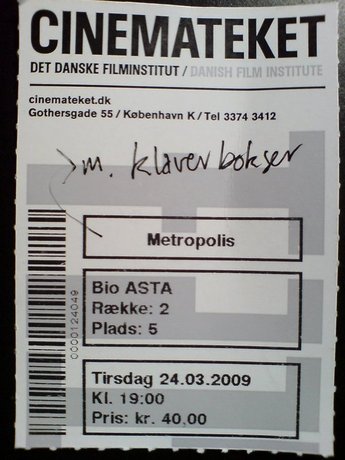 CINEMATEKET
DET DANSKE FILMINSTITUT / DANISH FILM INSTITUTE
cinemateket.dk
Gothersgade 55 / København K / Tel 3374 3412
>m. klaverbokser
Metropolis
Bio ASTA
Række: 2
Plads: 5
0000124049
Tirsdag 24.03.2009
Kl. 19:00
Pris: kr. 40,00